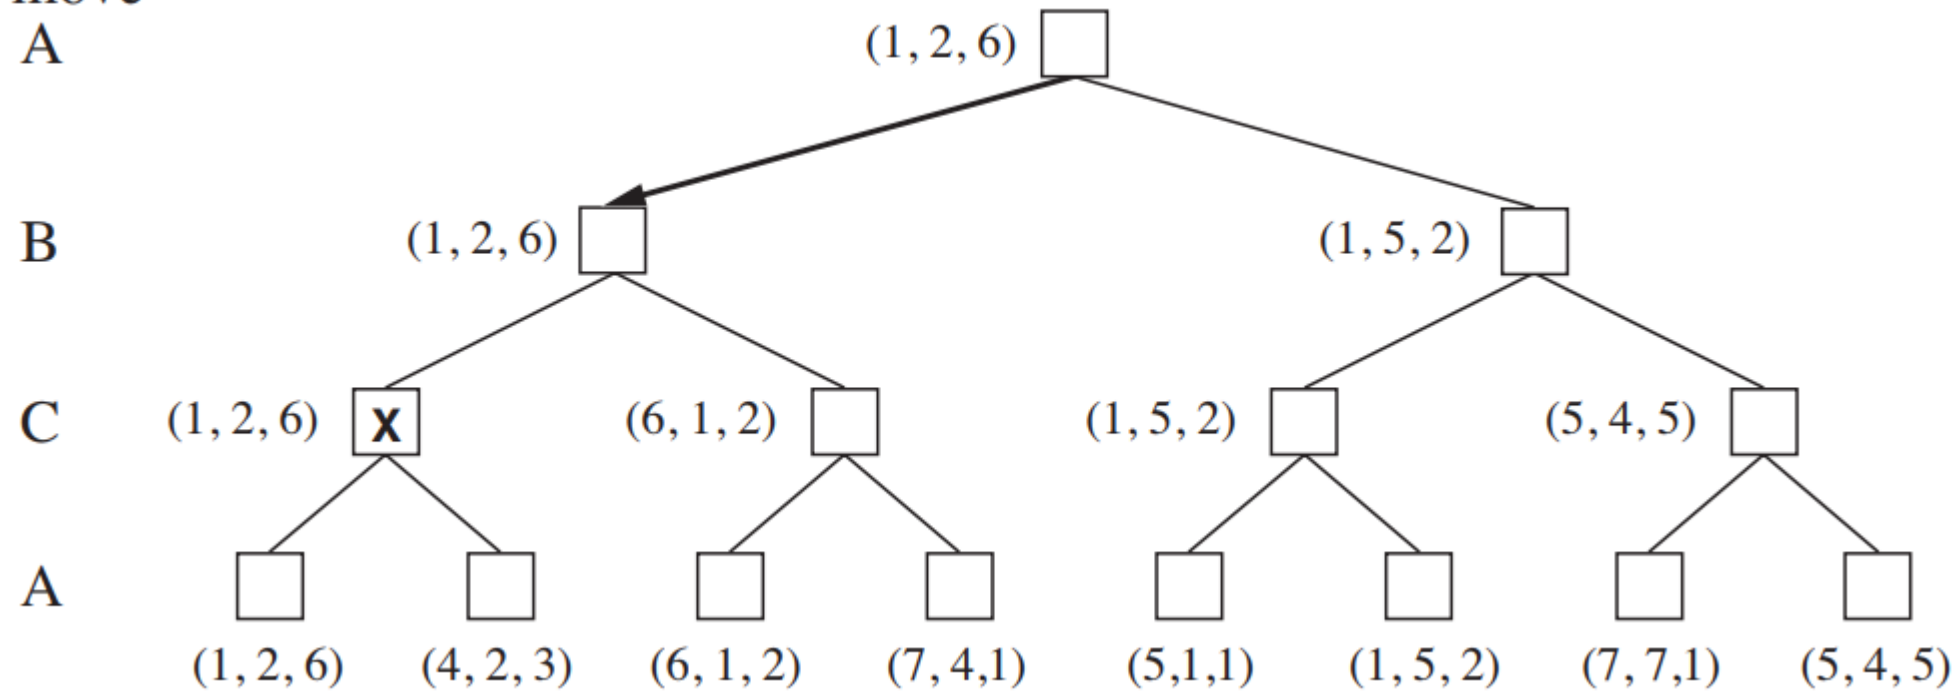 move
A (1, 2, 6)
B (1, 2, 6) (1, 5, 2)
C (1, 2, 6) X (6, 1, 2) (1, 5, 2) (5, 4, 5)
A
(1, 2, 6) (4, 2, 3) (6, 1, 2) (7, 4,1) (5,1,1) (1, 5, 2) (7, 7,1) (5, 4, 5)